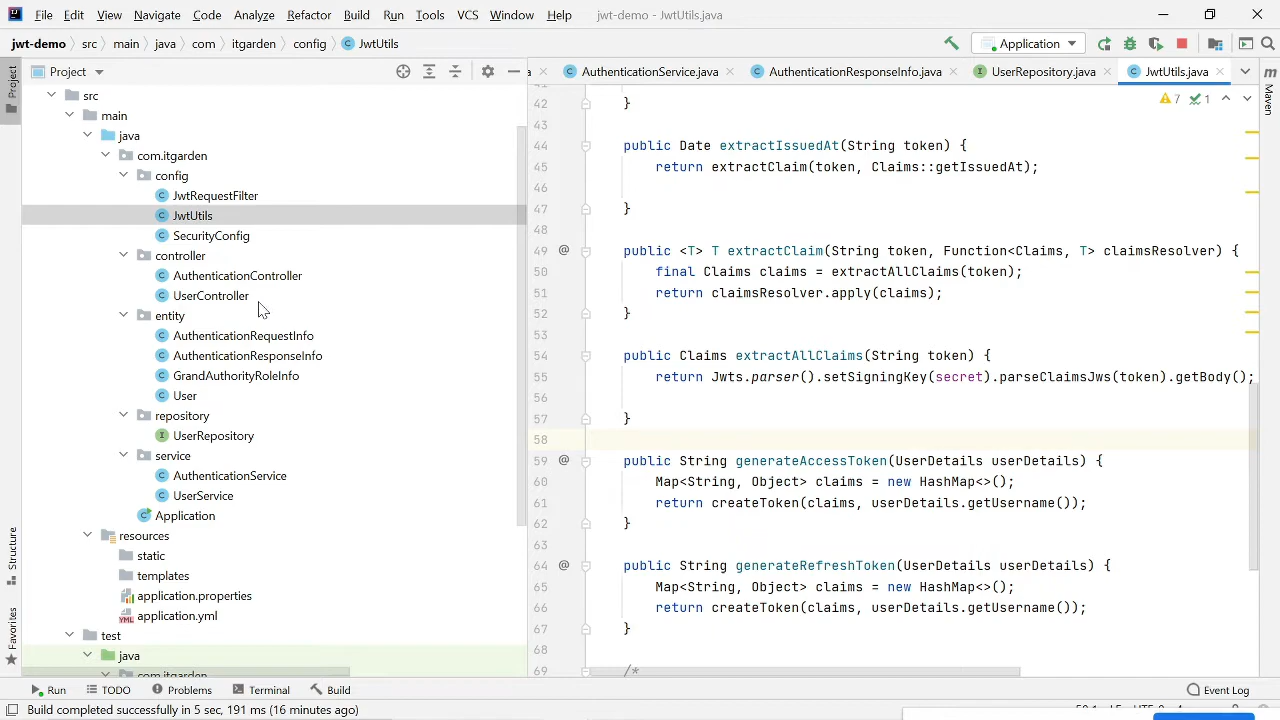 File Edit View Navigate Code Analyze Refactor Build Run Tools VCS Window Help jwt-demo - JwtUtils.java
jwt-demo src main java com itgarden config JwtUtils
Application
Project
AuthenticationService.java AuthenticationResponseInfo.java UserRepository.java JwtUtils.java
Project
Maven
7 1
src
main
java
com.itgarden
config
JwtRequestFilter
JwtUtils
SecurityConfig
controller
AuthenticationController
UserController
entity
AuthenticationRequestInfo
AuthenticationResponseInfo
GrandAuthorityRoleInfo
User
repository
UserRepository
service
AuthenticationService
UserService
Application
resources
static
templates
application.properties
application.yml
test
java
com.itgarden
Structure
Favorites
42 }
43
44 public Date extractIssuedAt(String token) {
45 return extractClaim(token, Claims::getIssuedAt);
46
47 }
48
49 @ public <T> T extractClaim(String token, Function<Claims, T> claimsResolver) {
50 final Claims claims = extractAllClaims(token);
51 return claimsResolver.apply(claims);
52 }
53
54 public Claims extractAllClaims(String token) {
55 return Jwts.parser().setSigningKey(secret).parseClaimsJws(token).getBody();
56
57 }
58
59 @ public String generateAccessToken(UserDetails userDetails) {
60 Map<String, Object> claims = new HashMap<>();
61 return createToken(claims, userDetails.getUsername());
62 }
63
64 @ public String generateRefreshToken(UserDetails userDetails) {
65 Map<String, Object> claims = new HashMap<>();
66 return createToken(claims, userDetails.getUsername());
67 }
68
69 /*
Run TODO Problems Terminal Build Event Log
Build completed successfully in 5 sec, 191 ms (16 minutes ago)